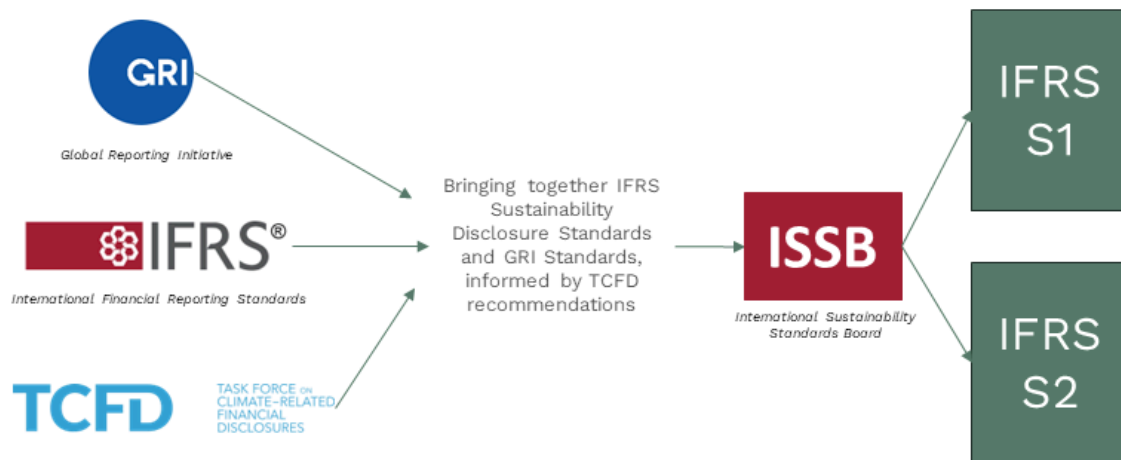 GRI
Global Reporting Initiative
IFRS®
International Financial Reporting Standards
TCFD
TASK FORCE ON
CLIMATE-RELATED
FINANCIAL
DISCLOSURES
Bringing together IFRS
Sustainability
Disclosure Standards
and GRI Standards,
informed by TCFD
recommendations
ISSB
International Sustainability
Standards Board
IFRS
S1
IFRS
S2